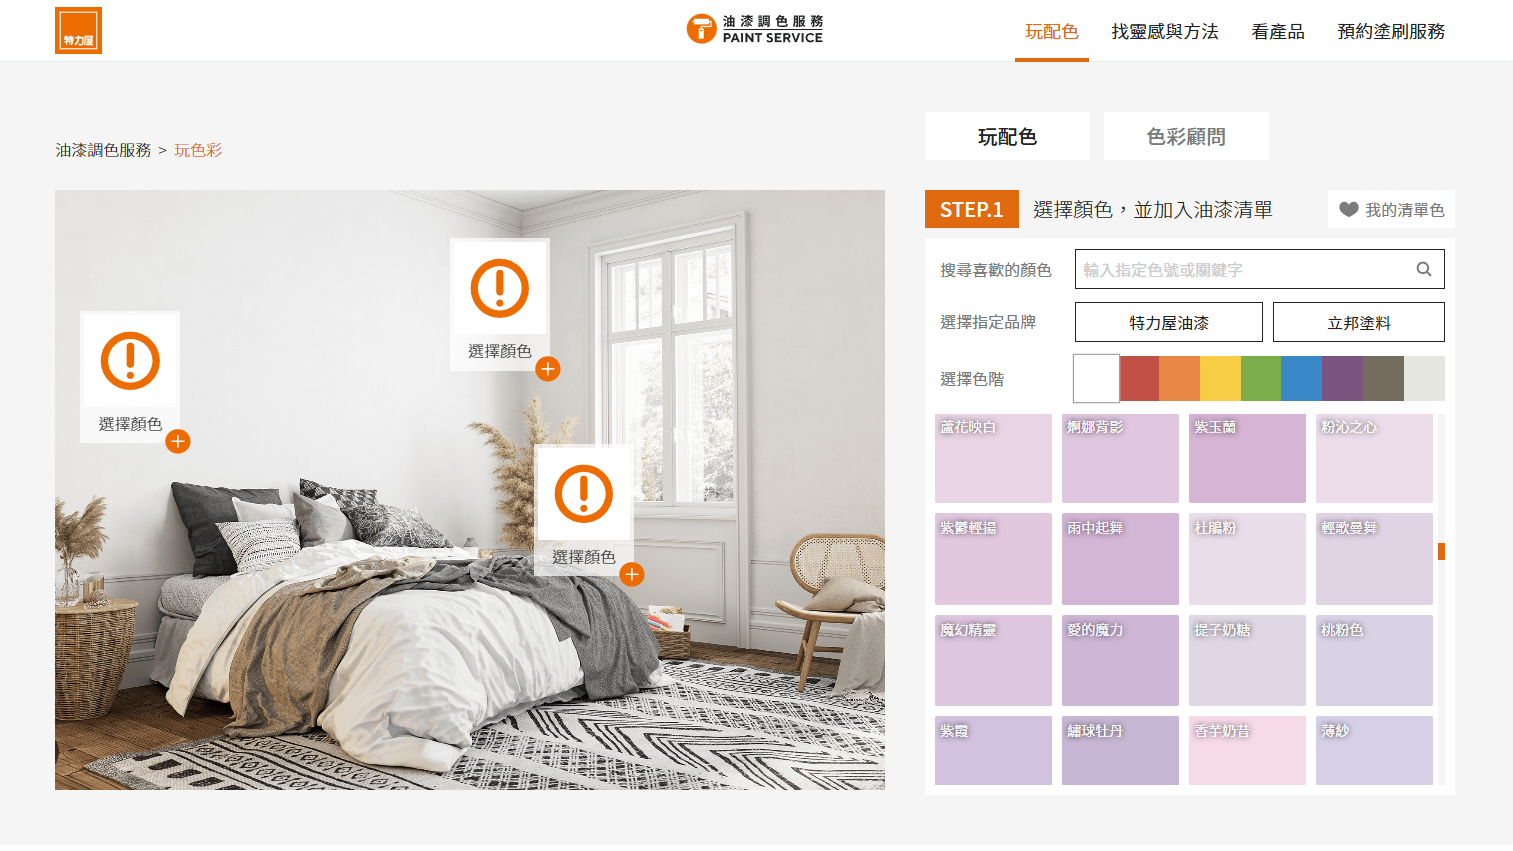 特力屋
油漆調色服務
PAINT SERVICE
玩配色
找靈感與方法
看產品
預約塗刷服務
油漆調色服務 > 玩色彩
玩配色
色彩顧問
STEP.1
選擇顏色，並加入油漆清單
我的清單色
搜尋喜歡的顏色
輸入指定色號或關鍵字
選擇指定品牌
特力屋油漆
立邦塗料
選擇色階
選擇顏色
選擇顏色
選擇顏色
蘆花映白
婀娜背影
紫玉蘭
粉沁之心
紫鬱輕揚
雨中起舞
杜鵑粉
輕歌曼舞
魔幻精靈
愛的魔力
提子奶糖
桃粉色
紫霞
繡球牡丹
香芋奶昔
薄紗